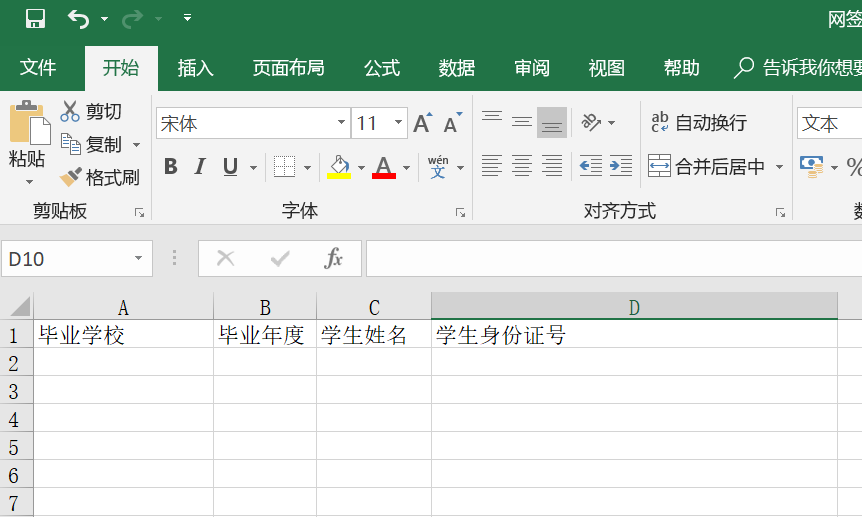 网签
文件 开始 插入 页面布局 公式 数据 审阅 视图 帮助 告诉我你想要
粘贴 剪切 复制 格式刷
宋体 11 A A
B I U A wén 文
ab c 自动换行
合并后居中
文本
%
剪贴板 字体 对齐方式 数
D10 fx
A B C D
1 毕业学校 毕业年度 学生姓名 学生身份证号
2
3
4
5
6
7